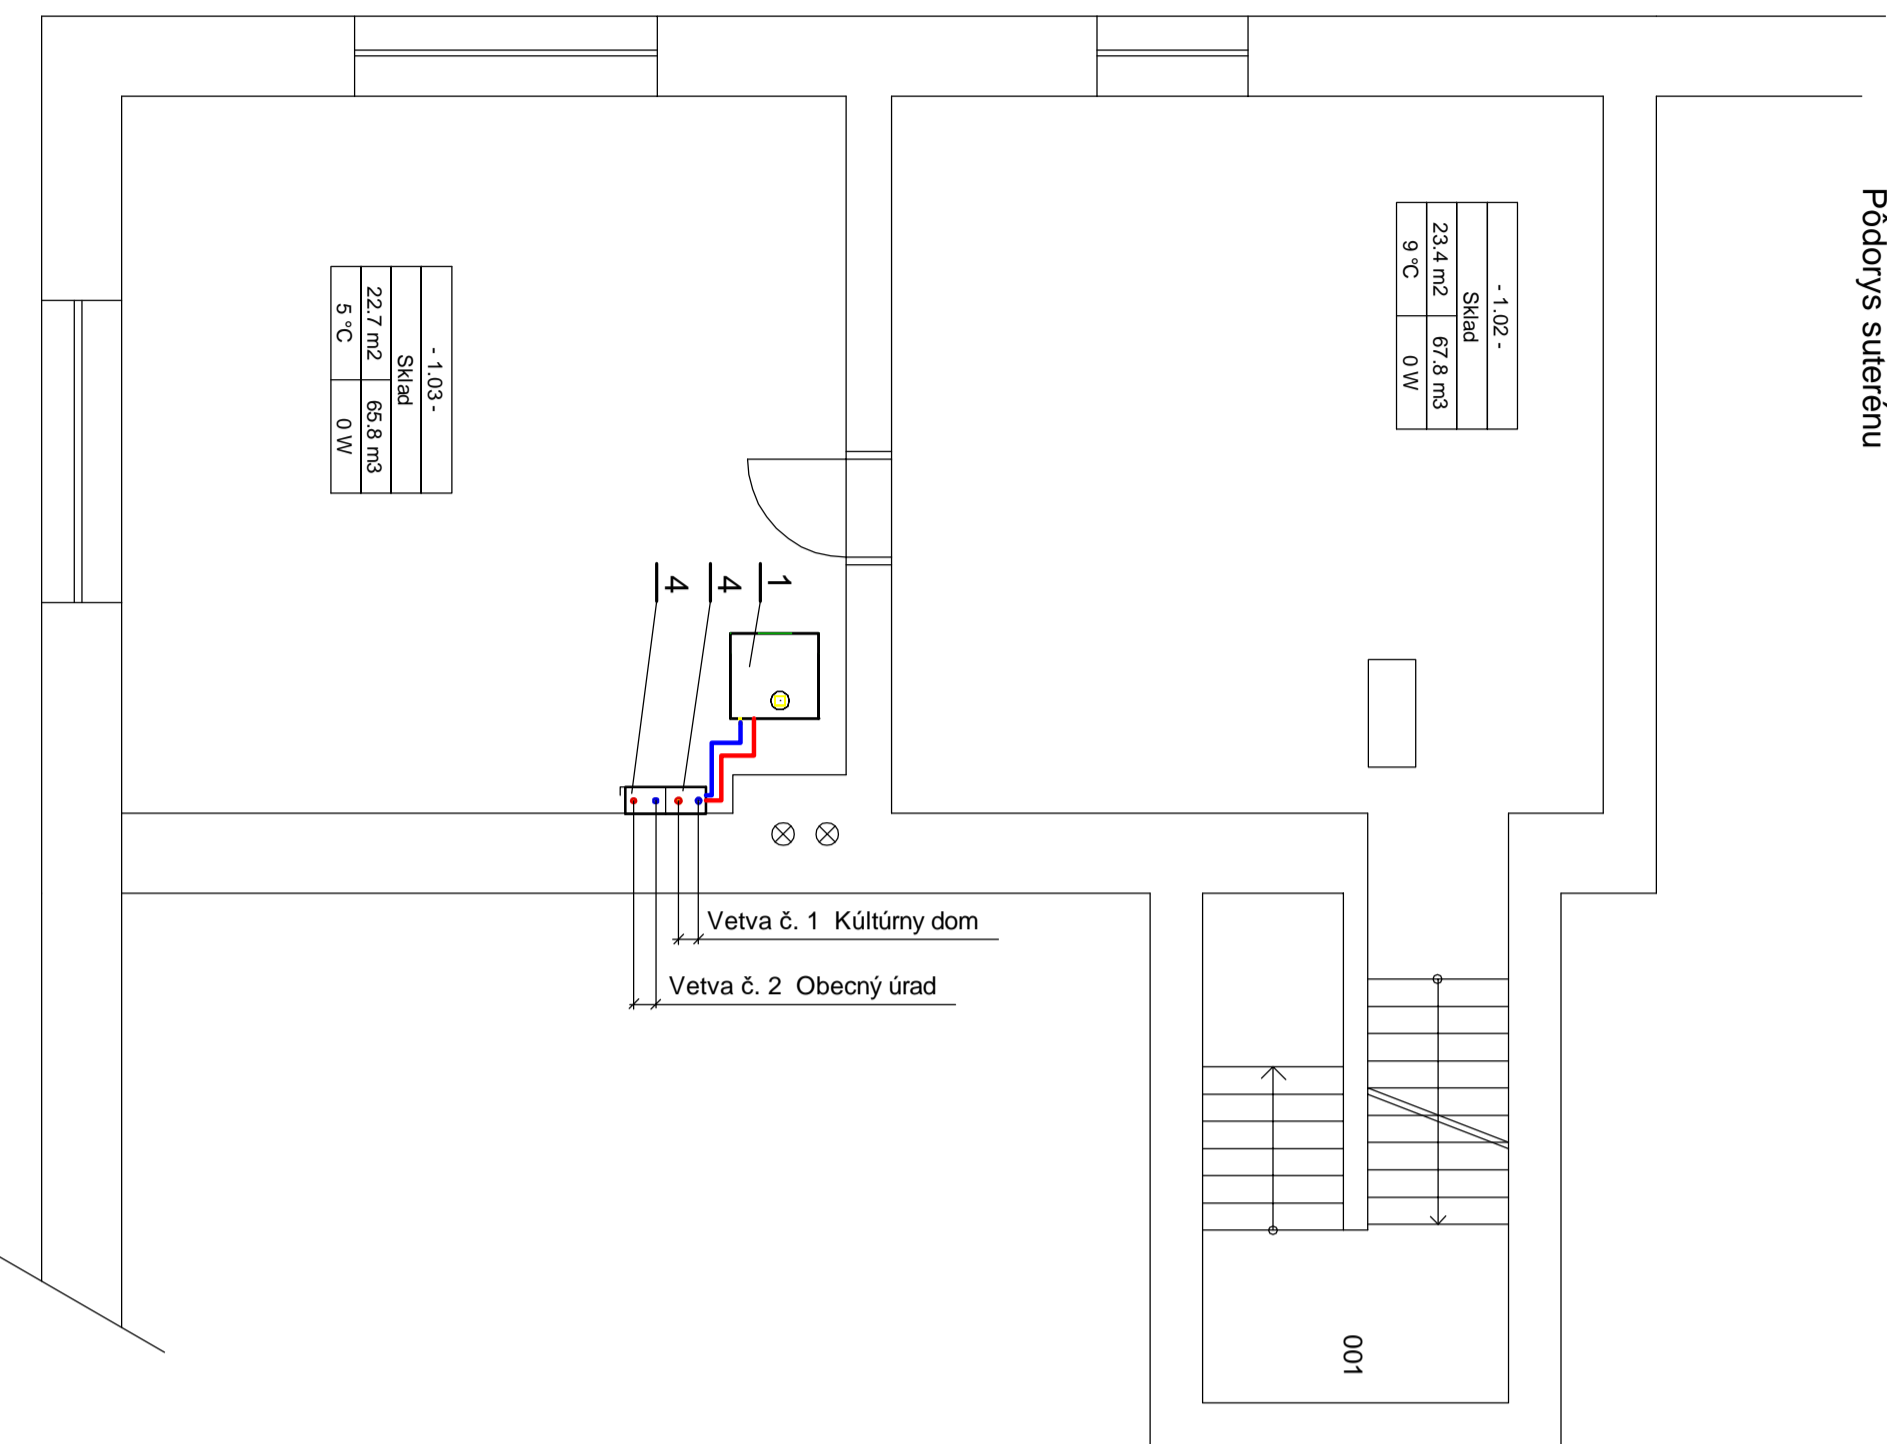 Pôdorys suterénu
- 1.02 -
Sklad
23.4 m2 67.8 m3
9 °C 0 W
- 1.03 -
Sklad
22.7 m2 65.8 m3
5 °C 0 W
4
4
1
Vetva č. 1 Kúltúrny dom
Vetva č. 2 Obecný úrad
001